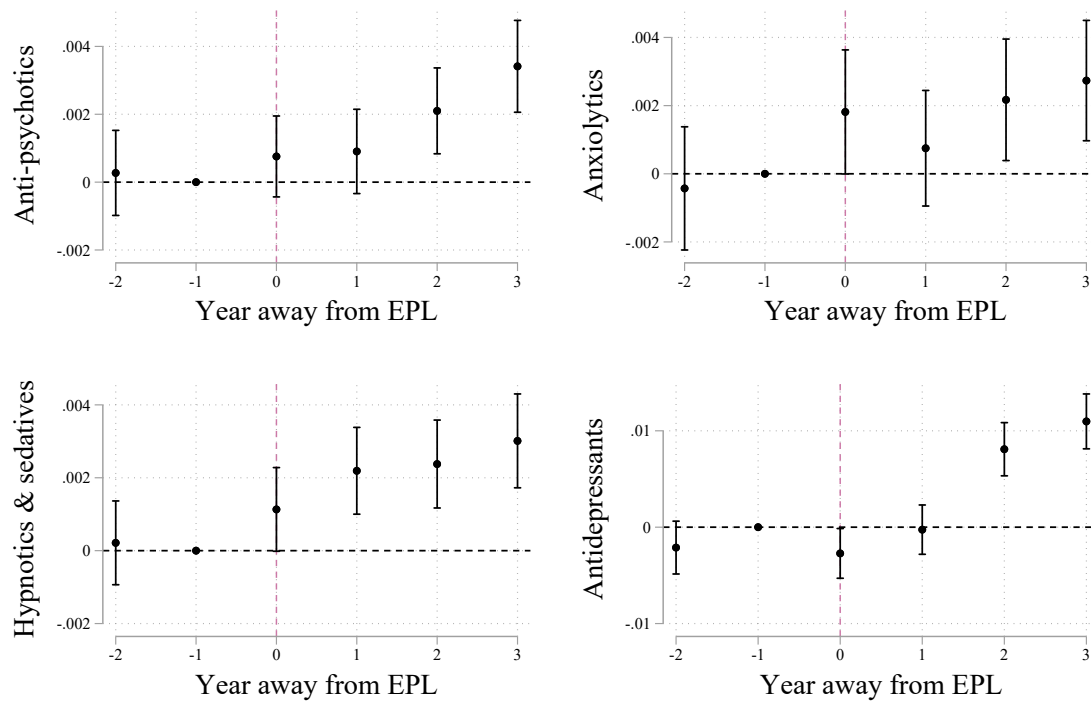 Anti-psychotics
.004
.002
0
-.002
-2 -1 0 1 2 3
Year away from EPL
Anxiolytics
.004
.002
0
-.002
-2 -1 0 1 2 3
Year away from EPL
Hypnotics & sedatives
.004
.002
0
-.002
-2 -1 0 1 2 3
Year away from EPL
Antidepressants
.01
0
-.01
-2 -1 0 1 2 3
Year away from EPL